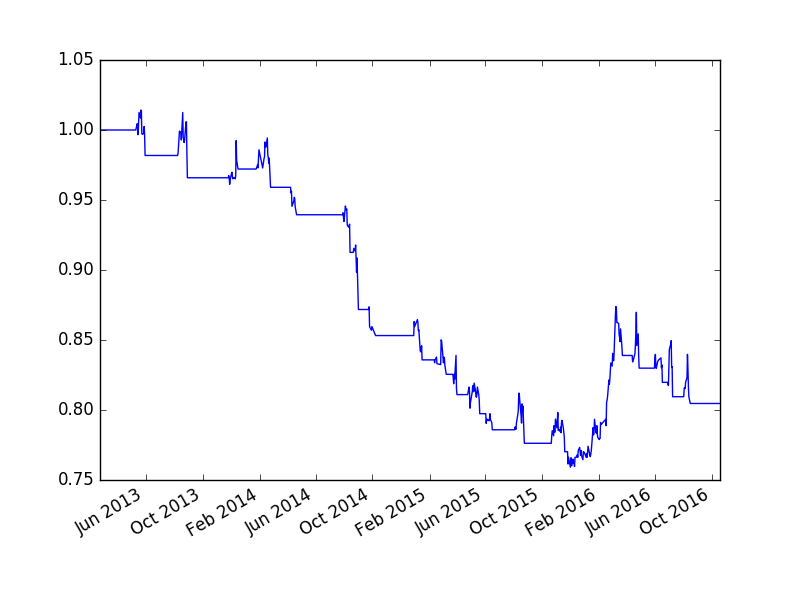 1.05
1.00
0.95
0.90
0.85
0.80
0.75
Jun 2013
Oct 2013
Feb 2014
Jun 2014
Oct 2014
Feb 2015
Jun 2015
Oct 2015
Feb 2016
Jun 2016
Oct 2016